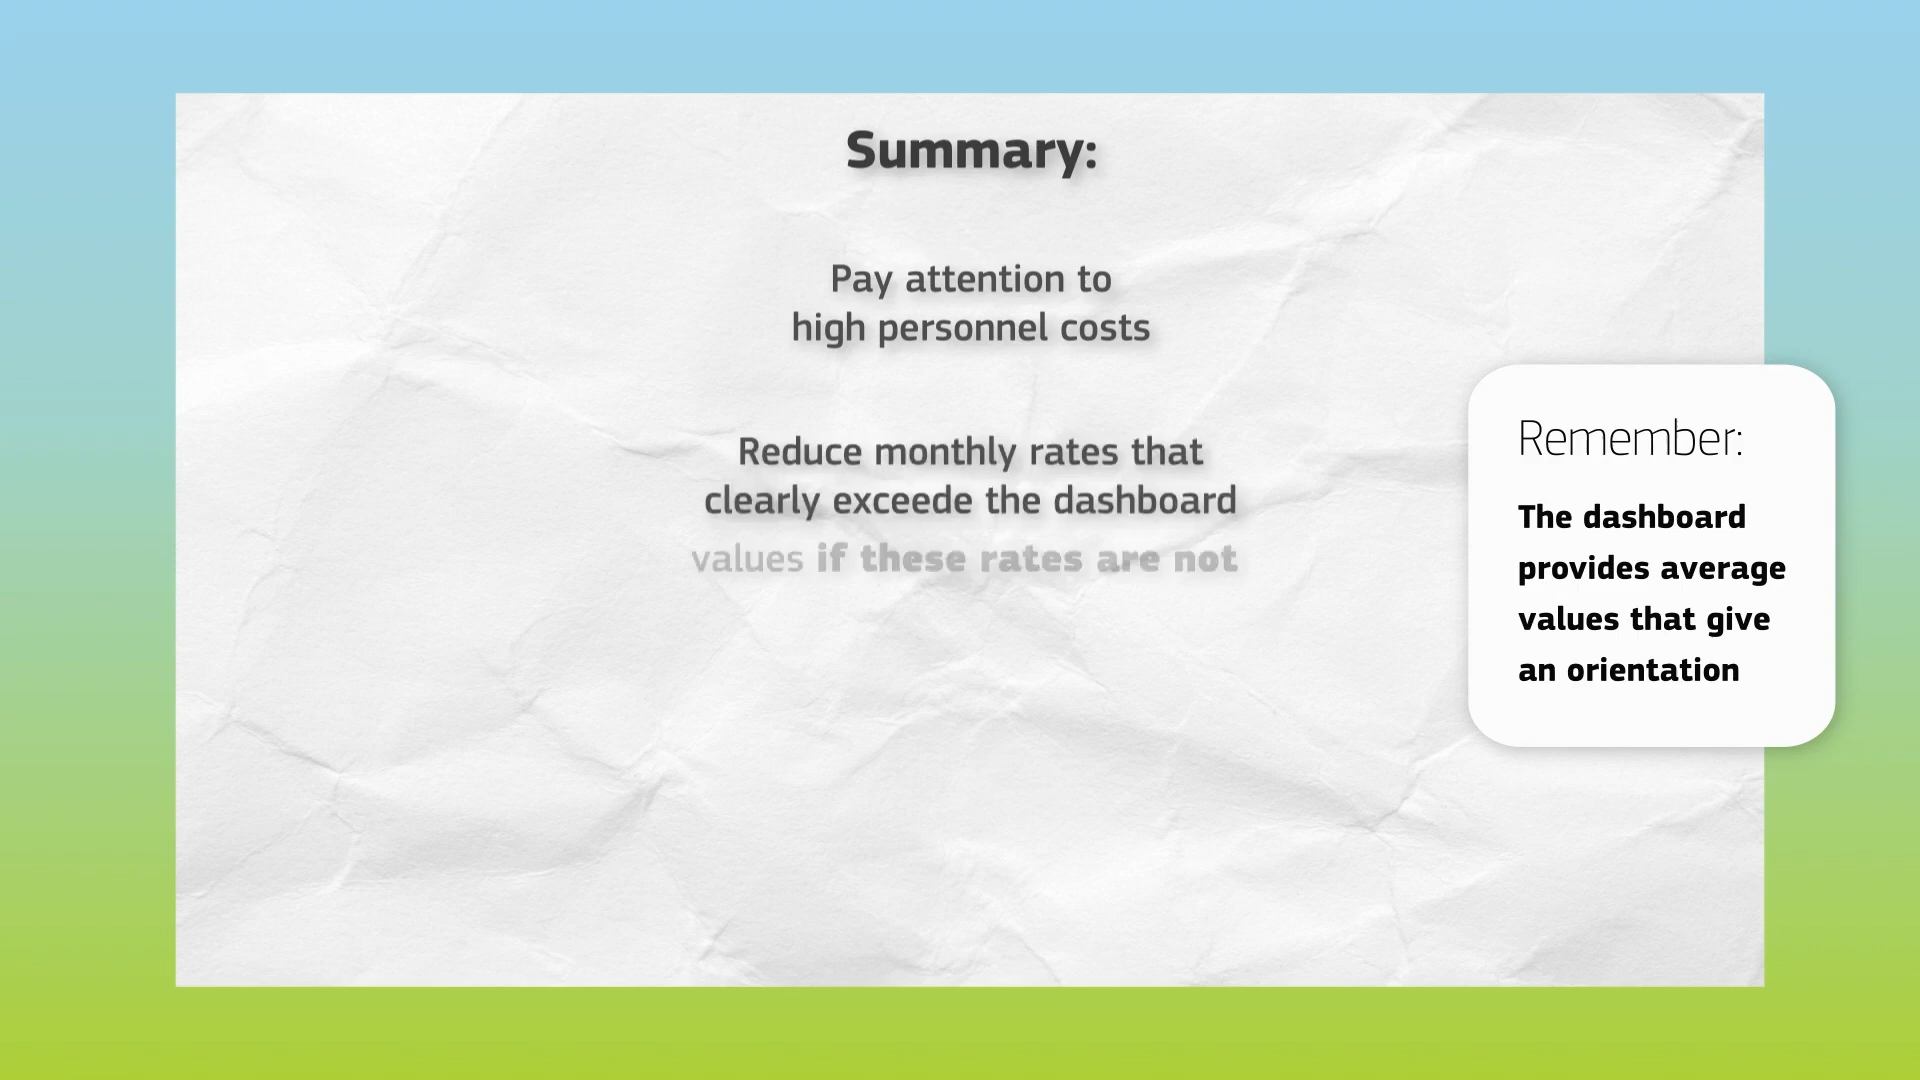 Summary:
Pay attention to
high personnel costs
Reduce monthly rates that
clearly exceede the dashboard
values if these rates are not
Remember:
The dashboard
provides average
values that give
an orientation